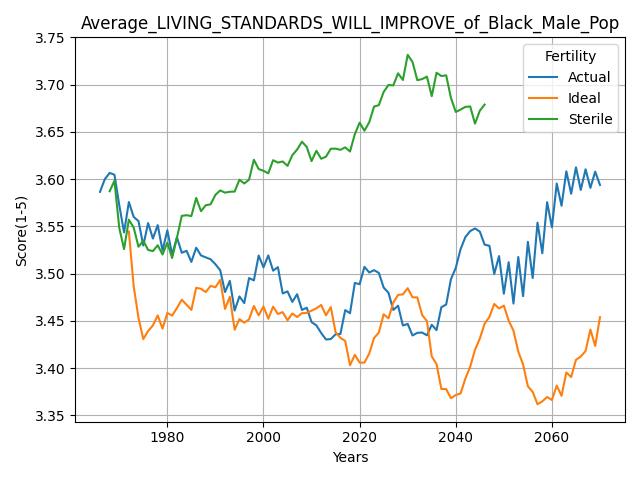 Average_LIVING_STANDARDS_WILL_IMPROVE_of_Black_Male_Pop
3.75
3.70
3.65
3.60
3.55
3.50
3.45
3.40
3.35
Score(1-5)
Fertility
Actual
Ideal
Sterile
1980 2000 2020 2040 2060
Years